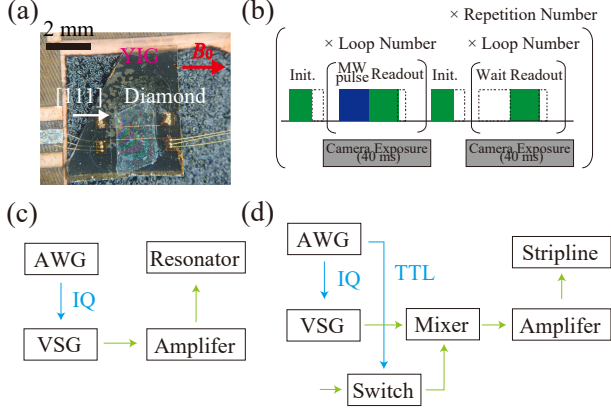 (a)
2 mm
YIG
B0
[111]
Diamond
(b)
× Repetition Number
× Loop Number
× Loop Number
Init.
MW
pulse
Readout
Init.
Wait
Readout
Camera Exposure
(40 ms)
Camera Exposure
(40 ms)
(c)
AWG
Resonator
IQ
VSG
Amplifer
(d)
AWG
Stripline
IQ
TTL
VSG
Mixer
Amplifer
Switch